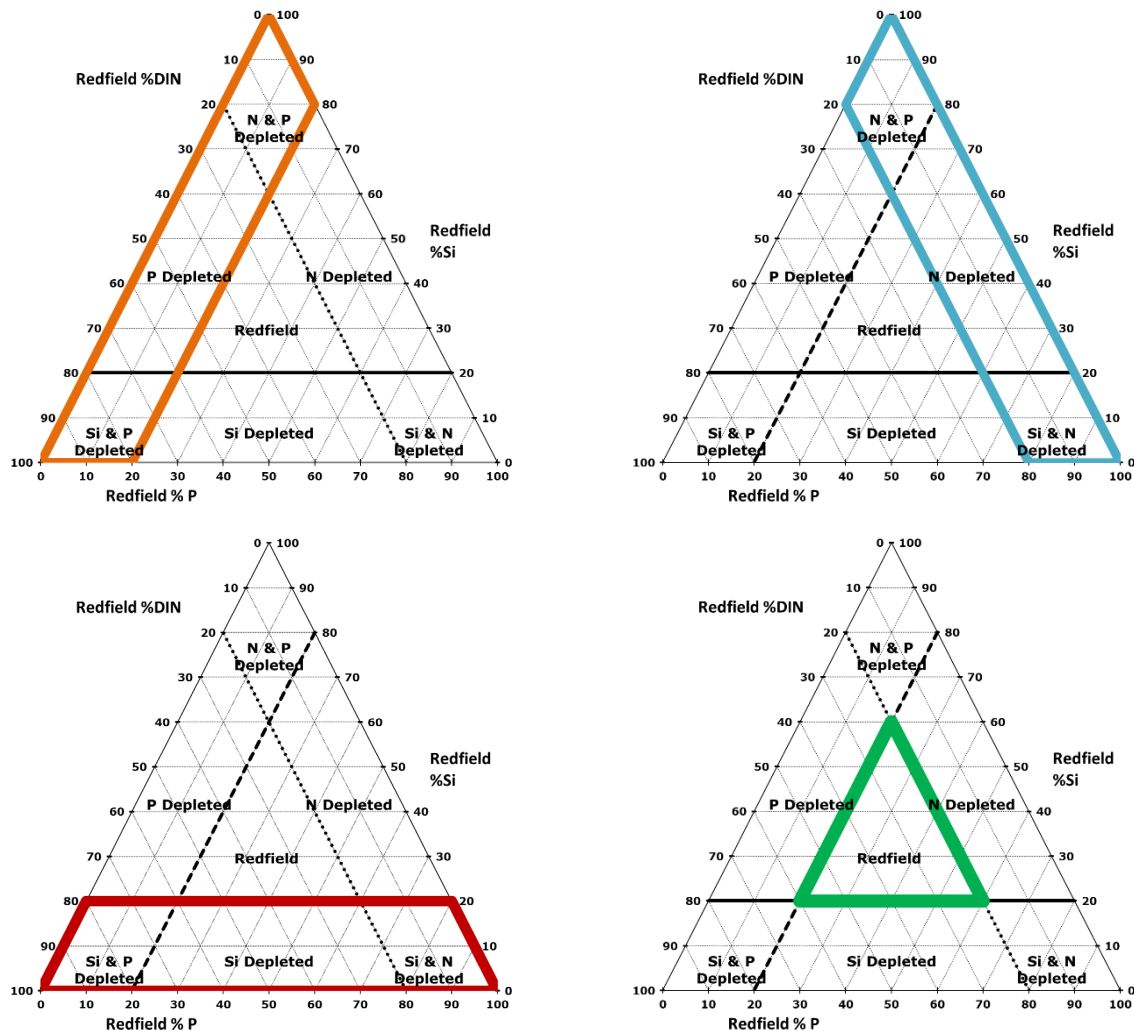 0 100
10 90
Redfield %DIN
20 80
N & P
Depleted
30 70
40 60
Redfield
%Si
50 50
P Depleted N Depleted
60 40
Redfield
70 30
80 20
90 10
Si & P Si Depleted Si & N
Depleted Depleted
100 0
0 10 20 30 40 50 60 70 80 90 100
Redfield % P
0 100
10 90
Redfield %DIN
20 80
N & P
Depleted
30 70
40 60
Redfield
%Si
50 50
P Depleted N Depleted
60 40
Redfield
70 30
80 20
90 10
Si & P Si Depleted Si & N
Depleted Depleted
100 0
0 10 20 30 40 50 60 70 80 90 100
Redfield % P
0 100
10 90
Redfield %DIN
20 80
N & P
Depleted
30 70
40 60
Redfield
%Si
50 50
P Depleted N Depleted
60 40
Redfield
70 30
80 20
90 10
Si & P Si Depleted Si & N
Depleted Depleted
100 0
0 10 20 30 40 50 60 70 80 90 100
Redfield % P
0 100
10 90
Redfield %DIN
20 80
N & P
Depleted
30 70
40 60
Redfield
%Si
50 50
P Depleted N Depleted
60 40
Redfield
70 30
80 20
90 10
Si & P Si Depleted Si & N
Depleted Depleted
100 0
0 10 20 30 40 50 60 70 80 90 100
Redfield % P